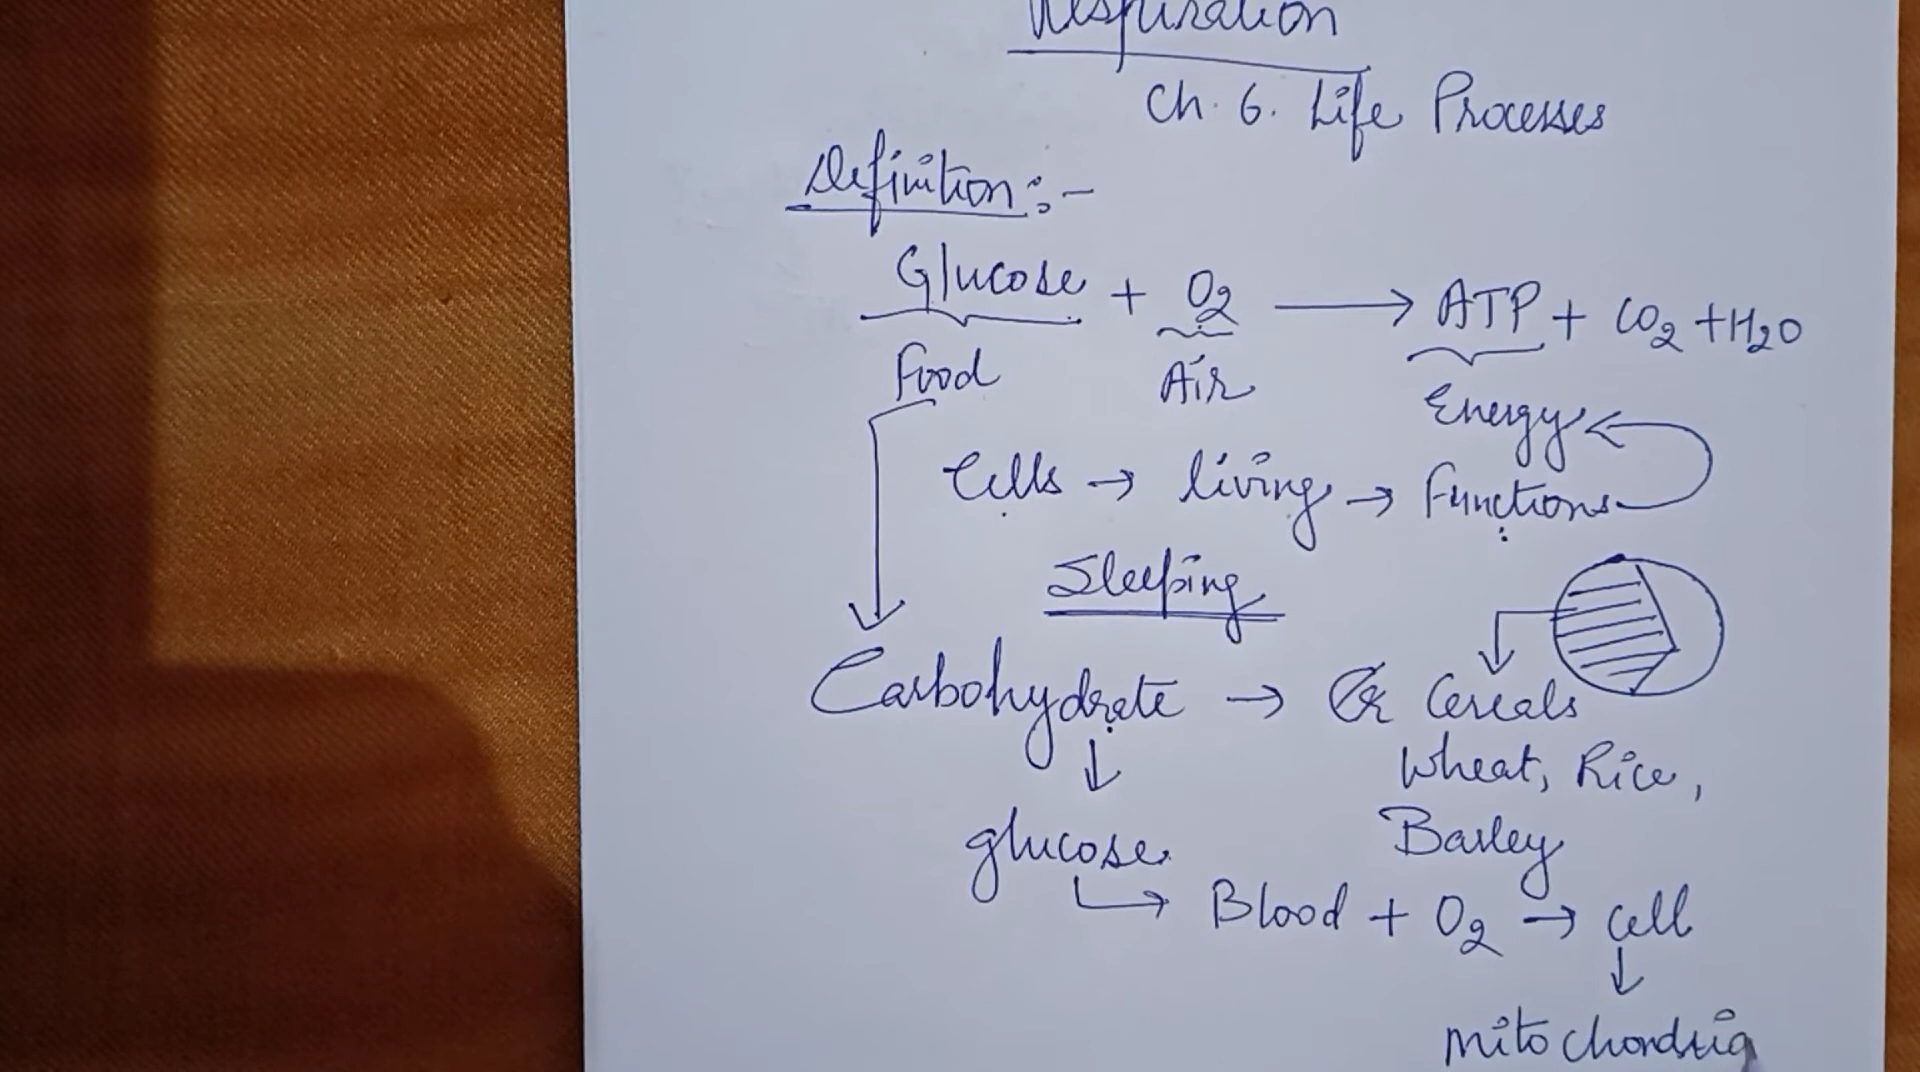 Respiration
Ch. 6. Life Processes
Definition :-
Glucose + O2 → ATP + CO2 + H2O
Food Air Energy
Cells → living → Functions
Sleeping
Carbohydrate → Cereals
Wheat, Rice,
glucose Barley
Blood + O2 → cell
Mitochondria